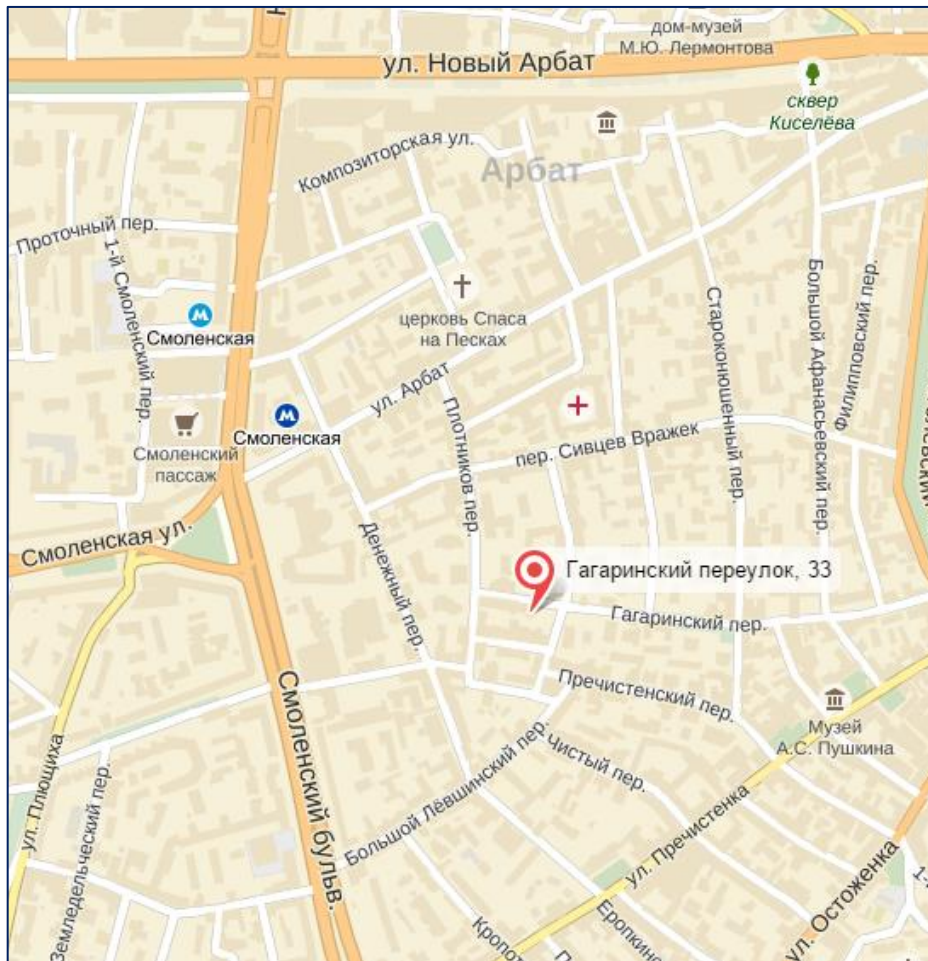 Н
дом-музей
М.Ю. Лермонтова
ул. Новый Арбат
сквер
Киселёва
Композиторская ул.
Арбат
Проточный пер.
1-й Смоленский пер.
церковь Спаса
на Песках
Смоленская
Староконюшенный пер.
Большой Афанасьевский пер.
Филипповский пер.
ул. Арбат
Плотников пер.
Смоленская
Смоленский
пассаж
пер. Сивцев Вражек
Смоленская ул.
Денежный пер.
Гагаринский переулок, 33
Гагаринский пер.
Смоленский бульв.
Пречистенский пер.
Музей
А.С. Пушкина
Чистый пер.
Большой Лёвшинский пер.
ул. Плющиха
Земледельческий пер.
ул. Пречистенка
ул. Остоженка
1-
Еропкинс
Кропот